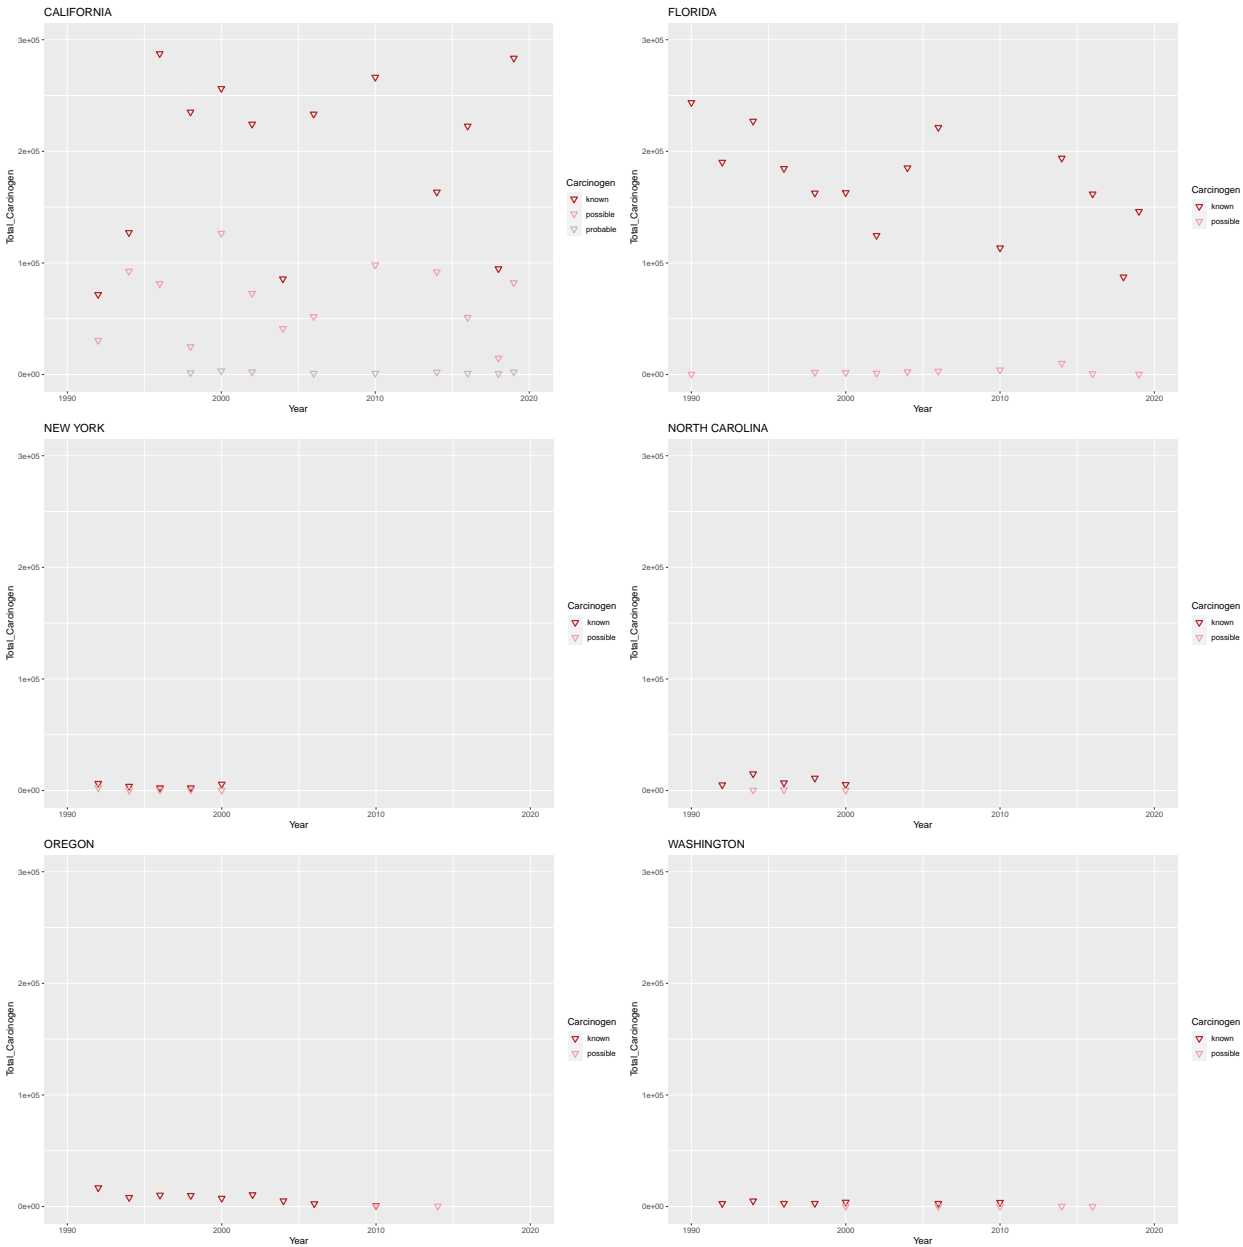 CALIFORNIA
3e+05
2e+05
1e+05
0e+00
Total_Carcinogen
1990
2000
2010
2020
Year
Carcinogen
known
possible
probable
FLORIDA
3e+05
2e+05
1e+05
0e+00
Total_Carcinogen
1990
2000
2010
2020
Year
Carcinogen
known
possible
NEW YORK
3e+05
2e+05
1e+05
0e+00
Total_Carcinogen
1990
2000
2010
2020
Year
Carcinogen
known
possible
NORTH CAROLINA
3e+05
2e+05
1e+05
0e+00
Total_Carcinogen
1990
2000
2010
2020
Year
Carcinogen
known
possible
OREGON
3e+05
2e+05
1e+05
0e+00
Total_Carcinogen
1990
2000
2010
2020
Year
Carcinogen
known
possible
WASHINGTON
3e+05
2e+05
1e+05
0e+00
Total_Carcinogen
1990
2000
2010
2020
Year
Carcinogen
known
possible